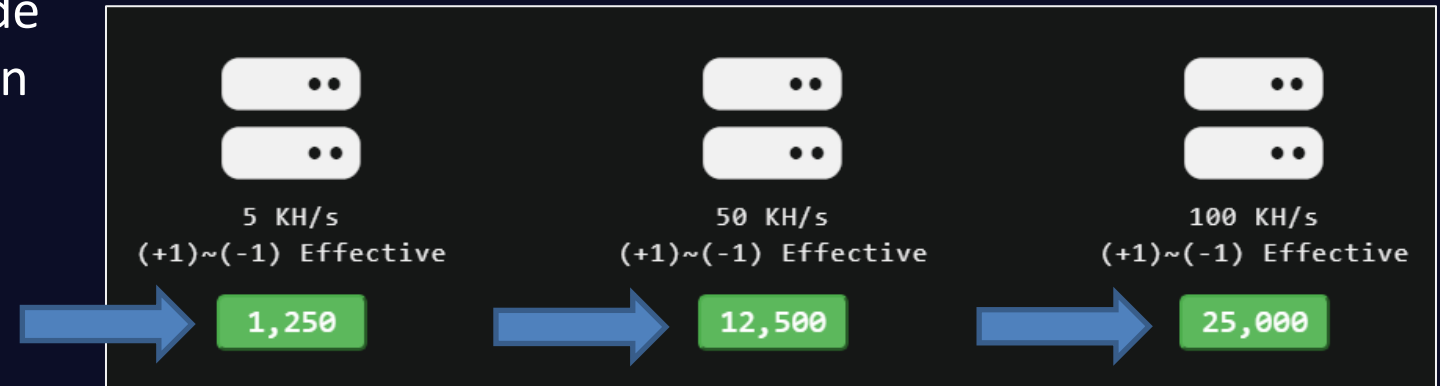 de
n
5 KH/s
(+1)~(-1) Effective
1,250
50 KH/s
(+1)~(-1) Effective
12,500
100 KH/s
(+1)~(-1) Effective
25,000